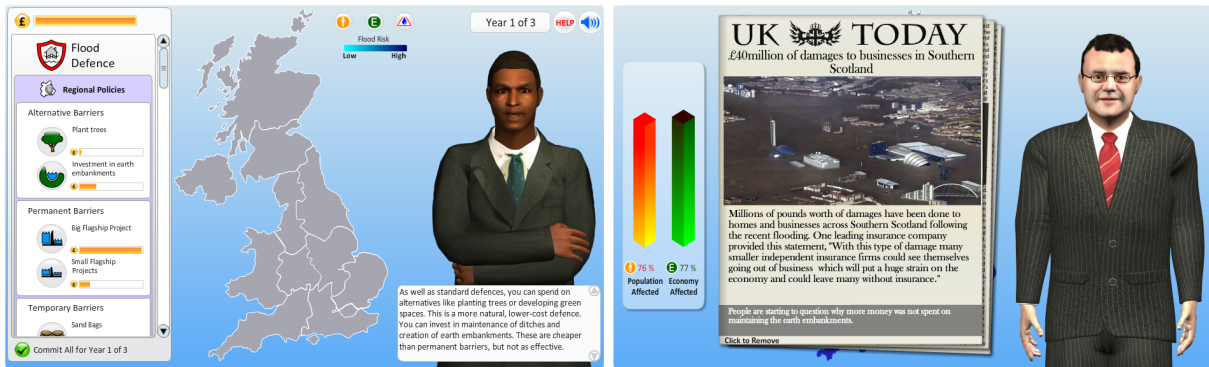 £
Flood
Defence
Regional Policies
Alternative Barriers
Plant trees
£
Investment in earth
embankments
£
Permanent Barriers
Big Flagship Project
£
Small Flagship
Projects
£
Temporary Barriers
Sand Bags
Commit All for Year 1 of 3
E
Flood Risk
Low High
Year 1 of 3
HELP
As well as standard defences, you can spend on
alternatives like planting trees or developing green
spaces. This is a more natural, lower-cost defence.
You can invest in maintenance of ditches and
creation of earth embankments. These are cheaper
than permanent barriers, but not as effective.
76 % E 77 %
Population Economy
Affected Affected
UK TODAY
£40million of damages to businesses in Southern
Scotland
Millions of pounds worth of damages have been done to
homes and businesses across Southern Scotland following
the recent flooding. One leading insurance company
provided this statement, "With this type of damage many
smaller independent insurance firms could see themselves
going out of business which will put a huge strain on the
economy and could leave many without insurance."
People are starting to question why more money was not spent on
maintaining the earth embankments.
Click to Remove